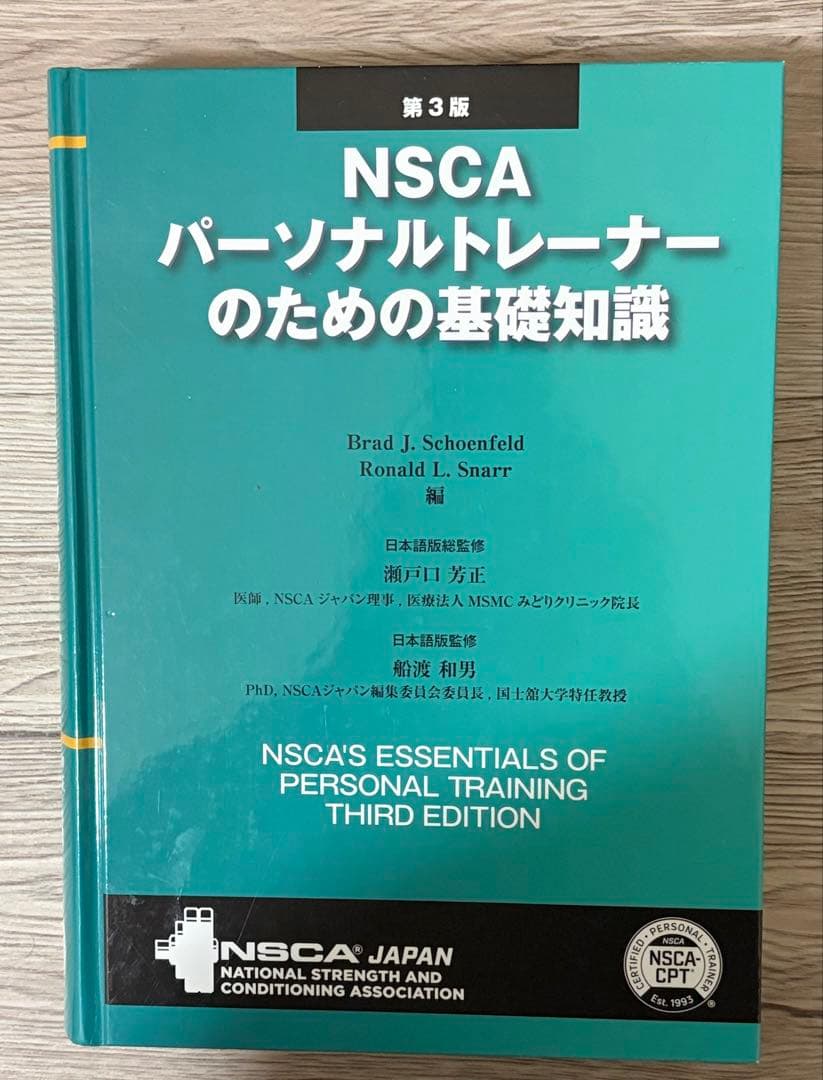 第3版
NSCA
パーソナルトレーナー
のための基礎知識
Brad J. Schoenfeld
Ronald L. Snarr
編
日本語版総監修
瀬戸口 芳正
医師, NSCAジャパン理事, 医療法人 MSMC みどりクリニック院長
日本語版監修
船渡 和男
PhD, NSCAジャパン編集委員会委員長, 国士舘大学特任教授
NSCA'S ESSENTIALS OF
PERSONAL TRAINING
THIRD EDITION
NSCA® JAPAN
NATIONAL STRENGTH AND
CONDITIONING ASSOCIATION
CERTIFIED • PERSONAL • TRAINER
NSCA
NSCA-
CPT®
Est. 1993
®